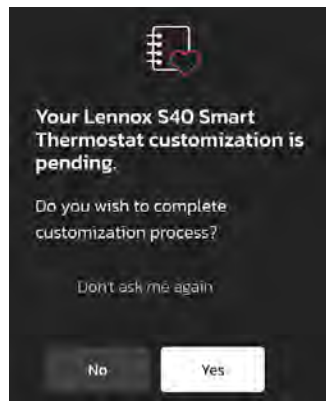 Your Lennox S40 Smart
Thermostat customization is
pending.
Do you wish to complete
customization process?
Don't ask me again
No
Yes